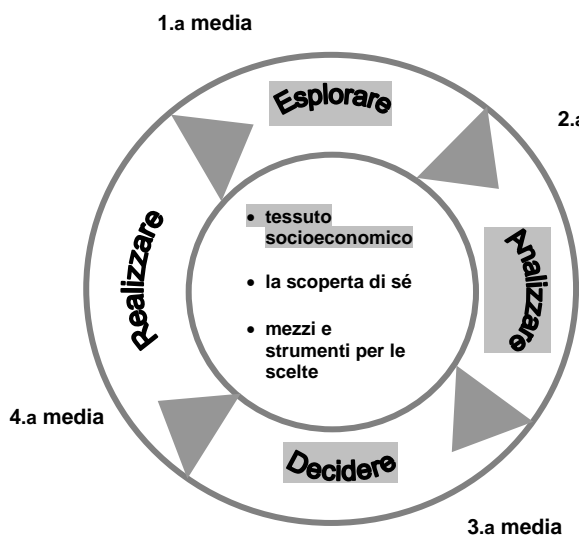 1.a media
Esplorare
2.a
• tessuto
socioeconomico
• la scoperta di sé
• mezzi e
strumenti per le
scelte
Analizzare
Realizzare
4.a media
Decidere
3.a media